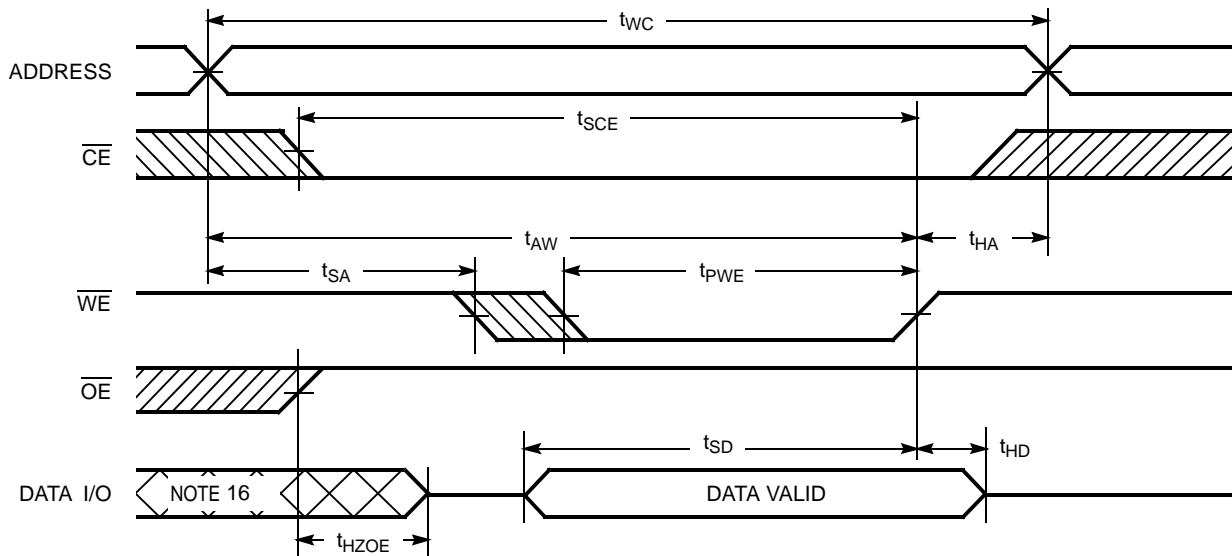 tWC
ADDRESS
tSCE
CE
tAW
tHA
tSA
tPWE
WE
OE
tSD
tHD
DATA I/O
NOTE 16
DATA VALID
tHZOE